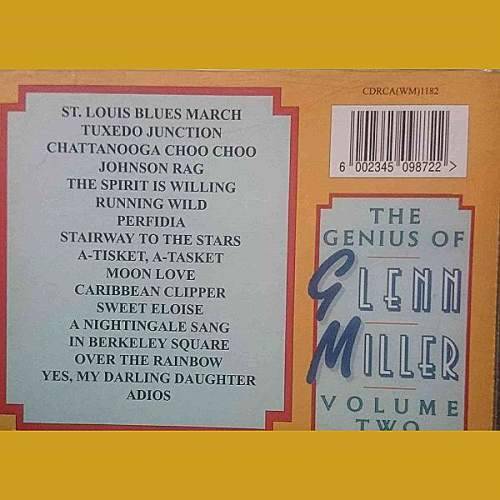 ST. LOUIS BLUES MARCH
TUXEDO JUNCTION
CHATTANOOGA CHOO CHOO
JOHNSON RAG
THE SPIRIT IS WILLING
RUNNING WILD
PERFIDIA
STAIRWAY TO THE STARS
A-TISKET, A-TASKET
MOON LOVE
CARIBBEAN CLIPPER
SWEET ELOISE
A NIGHTINGALE SANG
IN BERKELEY SQUARE
OVER THE RAINBOW
YES, MY DARLING DAUGHTER
ADIOS
CDRCA(WM)1182
6 002345 098722 >
THE
GENIUS OF
GLENN
MILLER
VOLUME
TWO